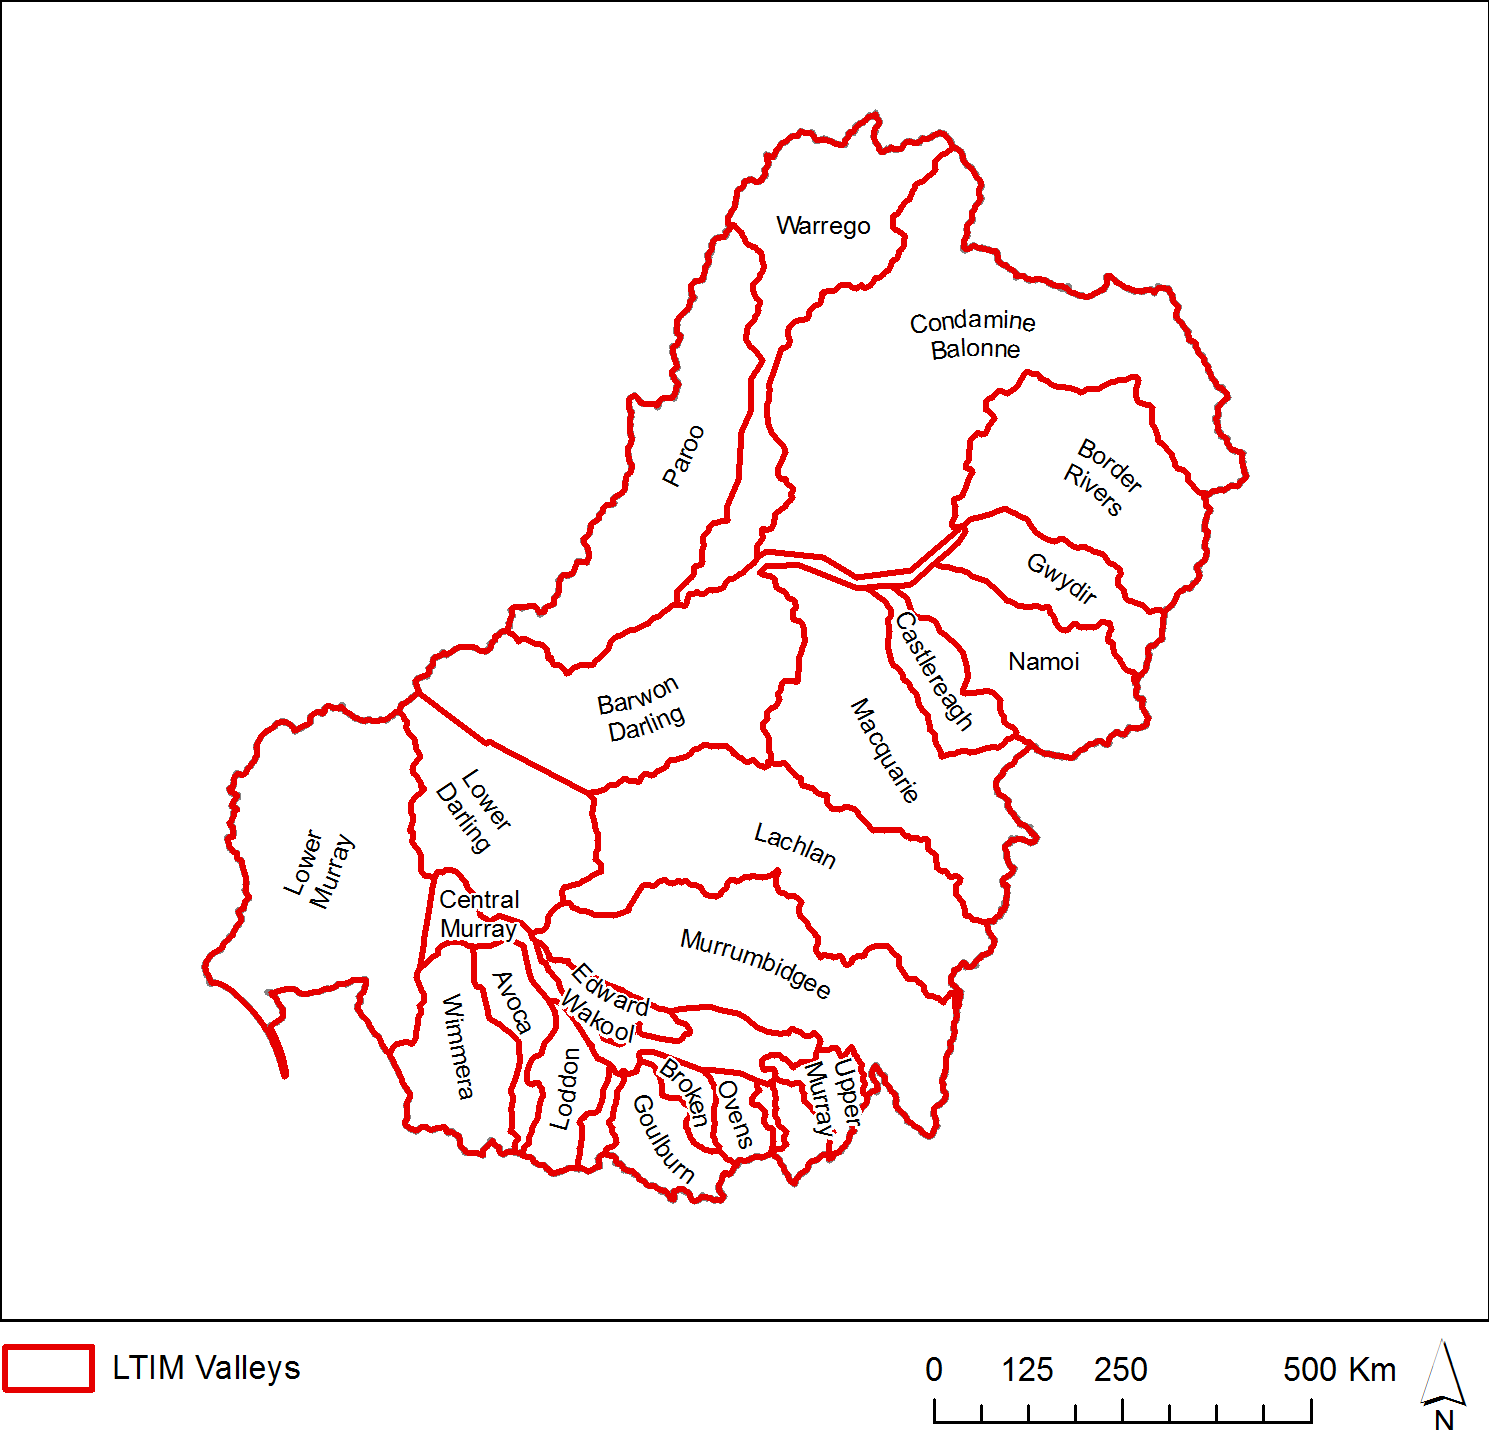 Warrego
Condamine
Balonne
Paroo
Border
Rivers
Gwydir
Castlereagh
Namoi
Barwon
Darling
Macquarie
Lower
Darling
Lachlan
Lower
Murray
Central
Murray
Murrumbidgee
Edward
Wakool
Avoca
Wimmera
Loddon
Broken
Ovens
Upper
Murray
Goulburn
LTIM Valleys
0 125 250 500 Km
N